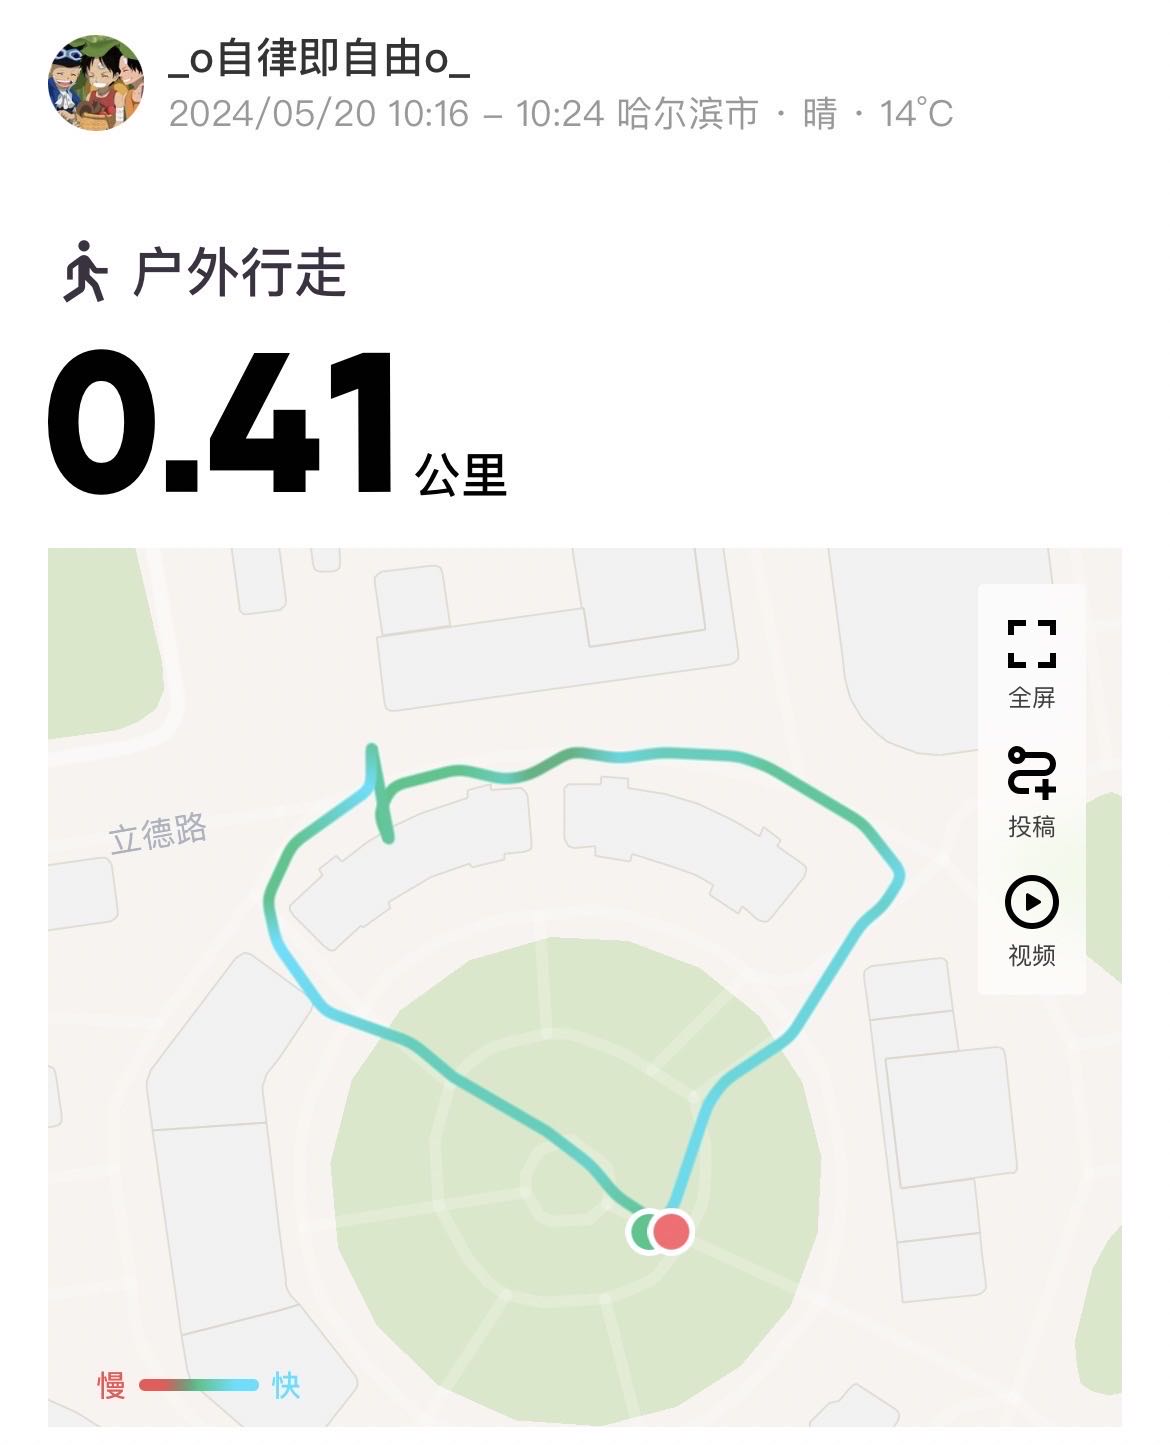 _o自律即自由o_
2024/05/20 10:16 – 10:24 哈尔滨市 · 晴 · 14°C
户外行走
0.41公里
全屏
投稿
立德路
视频
慢 快